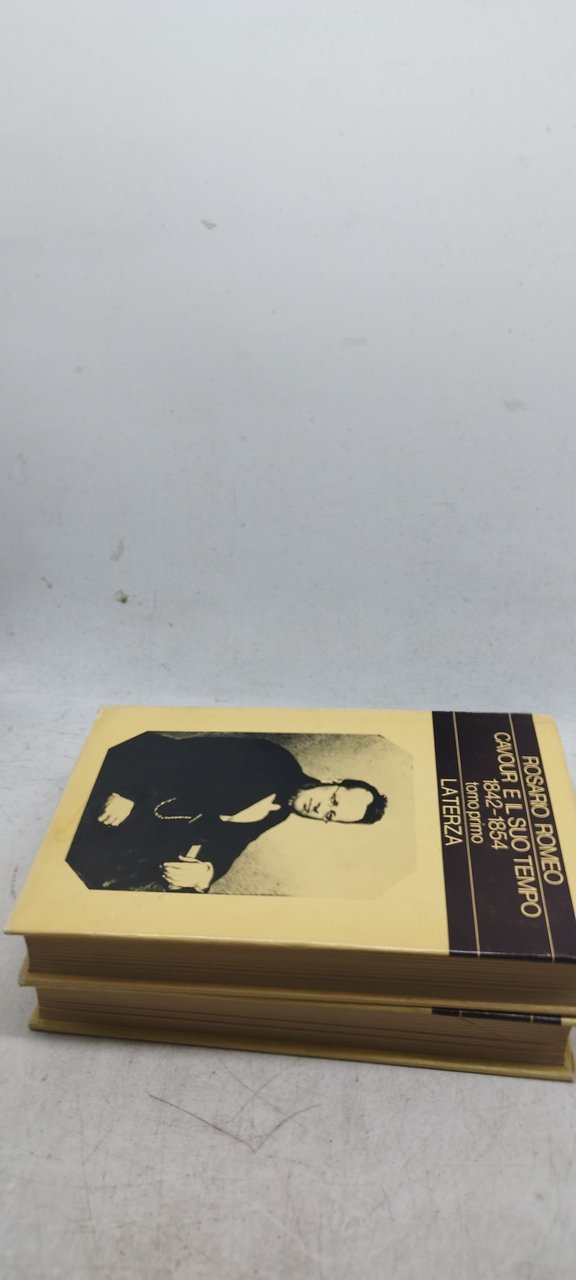 ROSARIO ROMEO
CAVOUR E IL SUO TEMPO
1842-1854
tomo primo
LATERZA